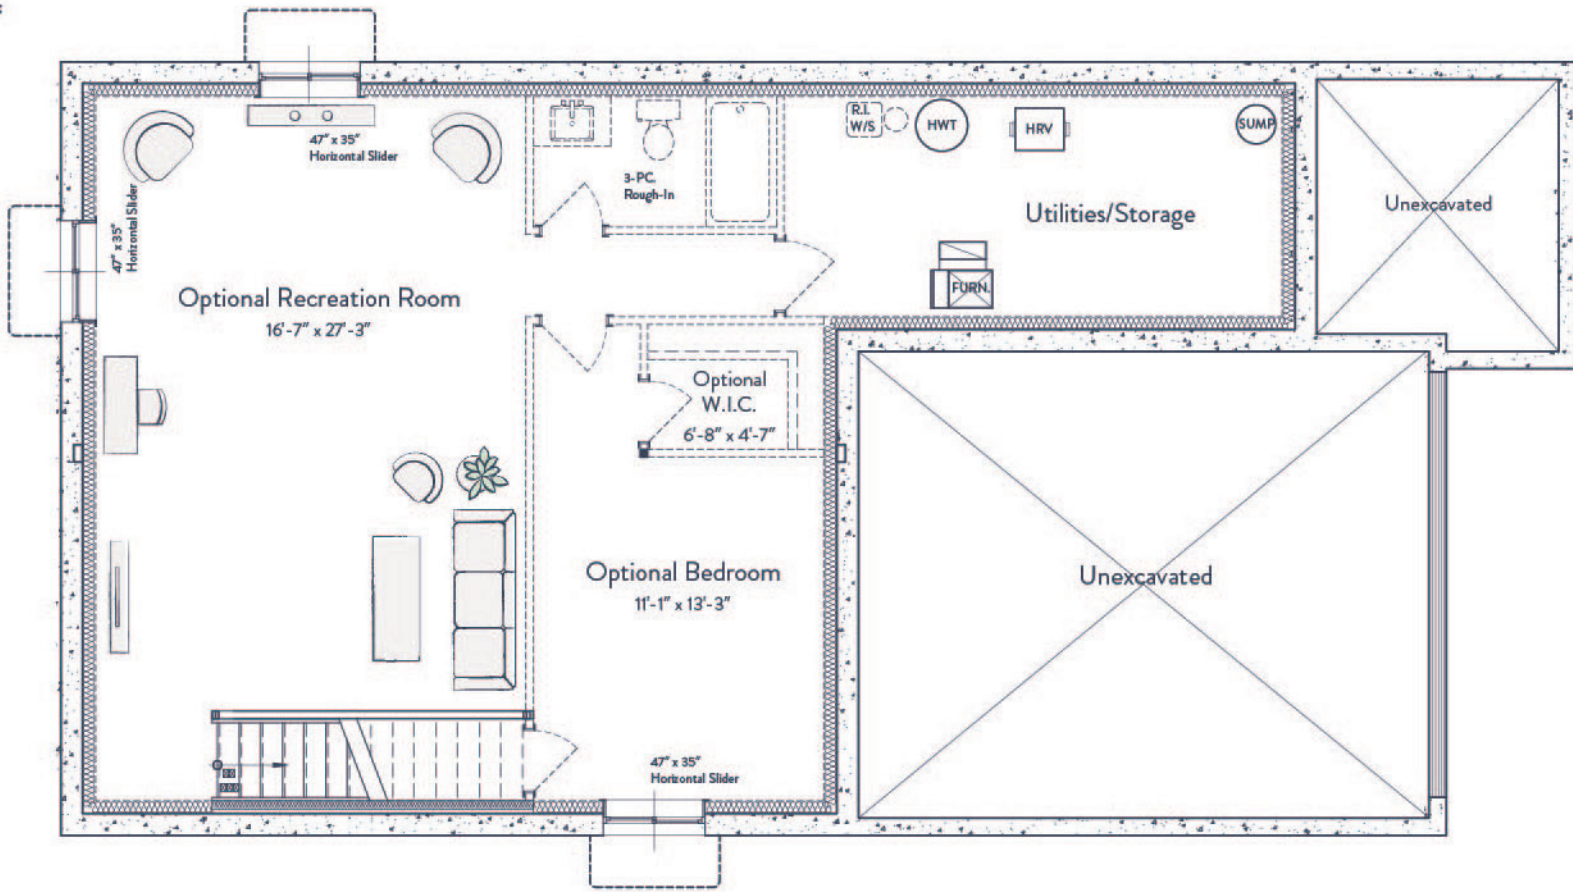 47" x 35"
Horizontal Slider
47" x 35"
Horizontal Slider
3-PC.
Rough-In
R.I.
W/S
HWT
HRV
SUMP
Utilities/Storage
Unexcavated
FURN.
Optional Recreation Room
16'-7" x 27'-3"
Optional
W.I.C.
6'-8" x 4'-7"
Optional Bedroom
11'-1" x 13'-3"
Unexcavated
47" x 35"
Horizontal Slider